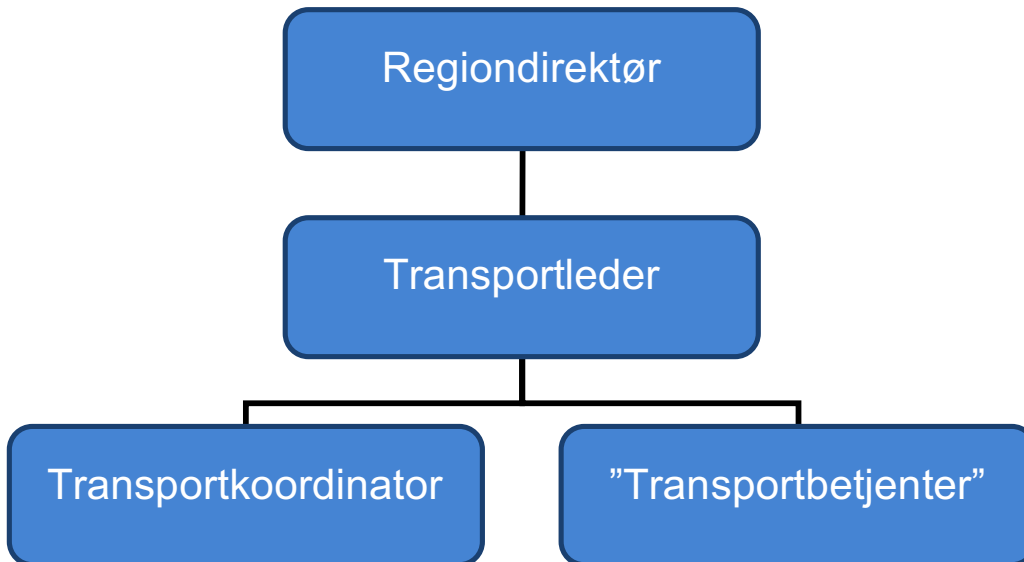 Regiondirektør
Transportleder
Transportkoordinator
”Transportbetjenter”